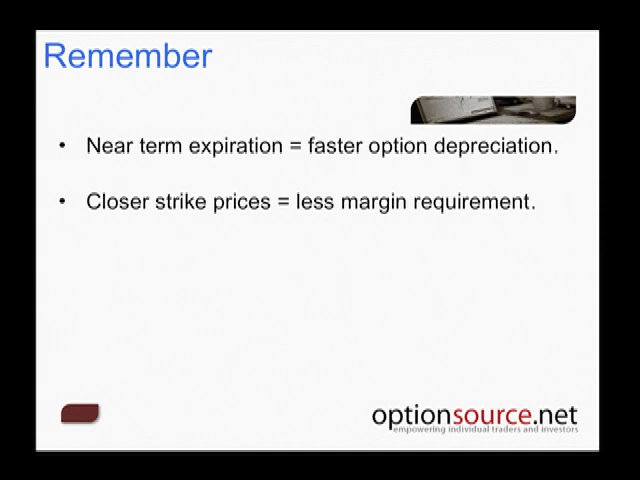 Remember
• Near term expiration = faster option depreciation.
• Closer strike prices = less margin requirement.
optionsource.net
empowering individual traders and investors